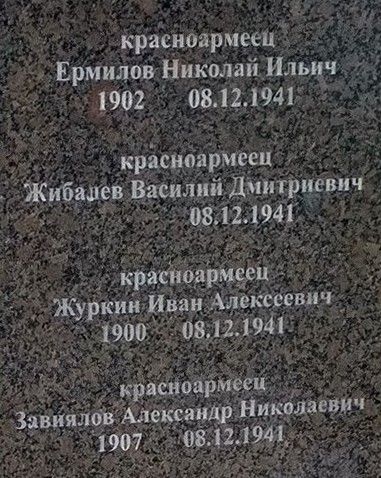 красноармеец
Ермилов Николай Ильич
1902 08.12.1941
красноармеец
Жибалев Василий Дмитриевич
08.12.1941
красноармеец
Журкин Иван Алексеевич
1900 08.12.1941
красноармеец
Завиялов Александр Николаевич
1907 08.12.1941